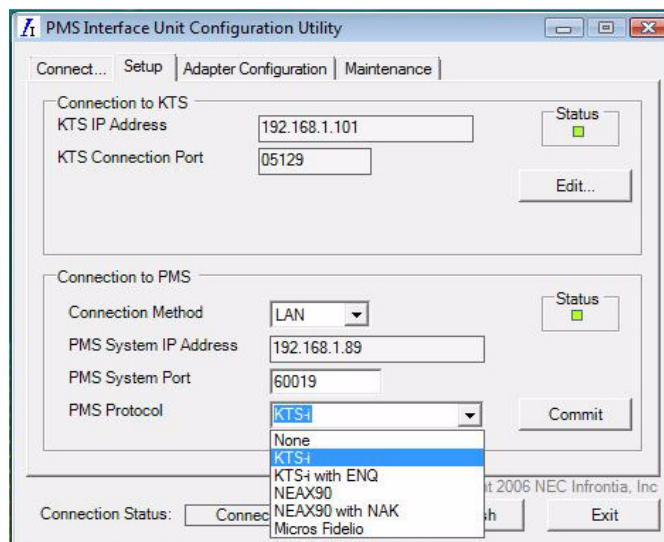 PMS Interface Unit Configuration Utility
Connect... Setup Adapter Configuration Maintenance
Connection to KTS
KTS IP Address 192.168.1.101 Status
KTS Connection Port 05129
Edit...
Connection to PMS
Connection Method LAN Status
PMS System IP Address 192.168.1.89
PMS System Port 60019
PMS Protocol KTS-i Commit
None
KTS-i
KTS-i with ENQ
NEAX90
NEAX90 with NAK
Micros Fidelio
2006 NEC Infrontia, Inc
Connection Status: Exit